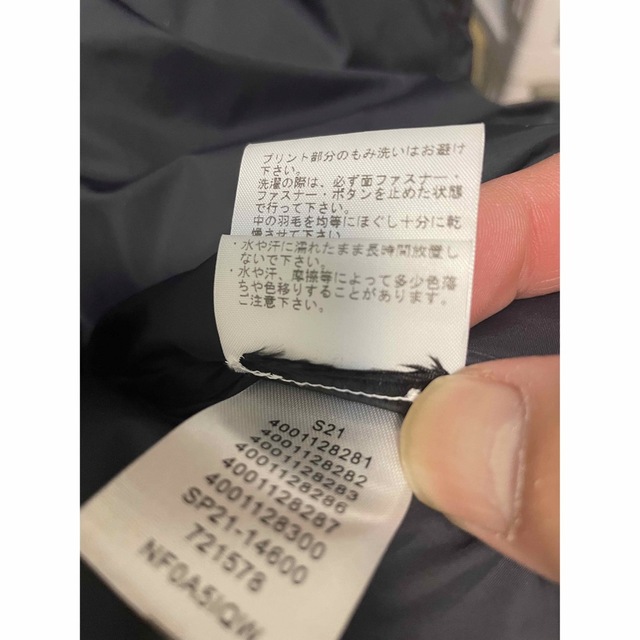 プリント部分のもみ洗いはお避け
下さい。
洗濯の際は、必ず面ファスナー・
ファスナー・ボタンを止めた状態
で行って下さい。
中の羽毛を均等にほぐし十分に乾
燥させて下さい。
・水や汗に濡れたまま長時間放置し
ないで下さい。
・水や汗、摩擦等によって多少色落
ちや色移りすることがあります。
ご注意下さい。
S21
4001128281
4001128282
4001128283
4001128286
4001128287
4001128300
SP21-14600
721578
NF0A5IQW